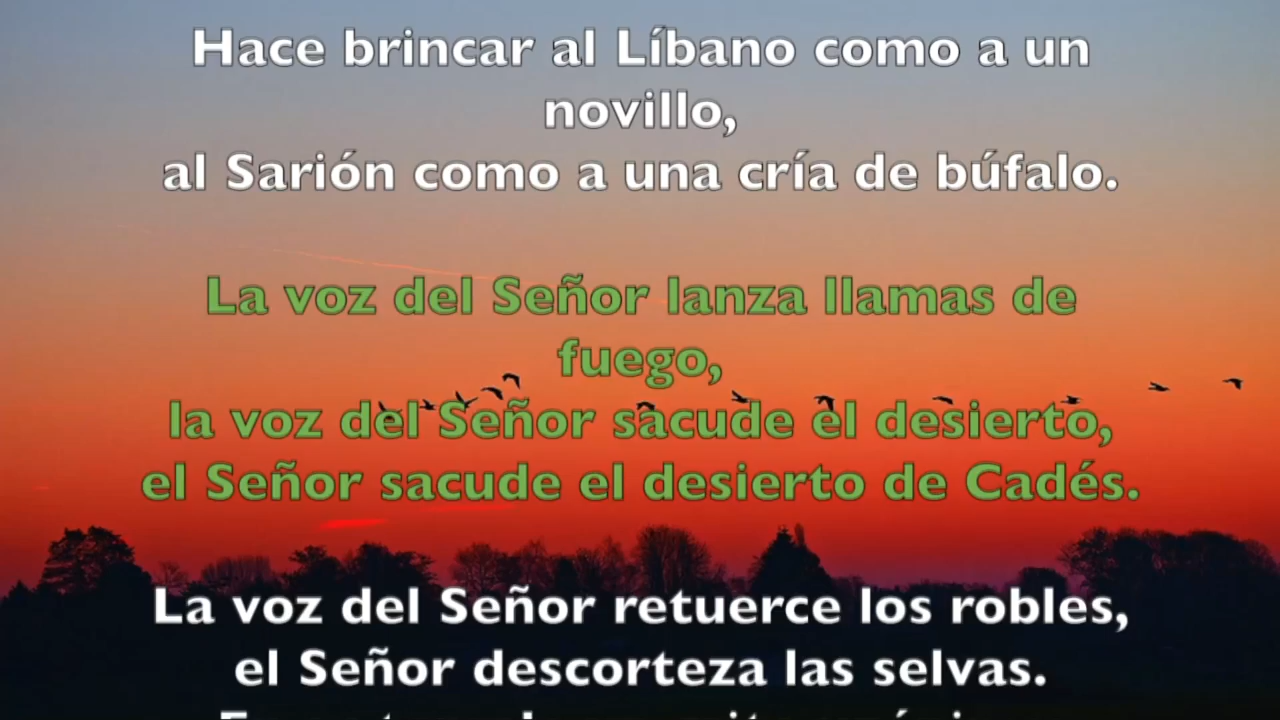 Hace brincar al Líbano como a un
novillo,
al Sarión como a una cría de búfalo.
La voz del Señor lanza llamas de
fuego,
la voz del Señor sacude el desierto,
el Señor sacude el desierto de Cadés.
La voz del Señor retuerce los robles,
el Señor descorteza las selvas.